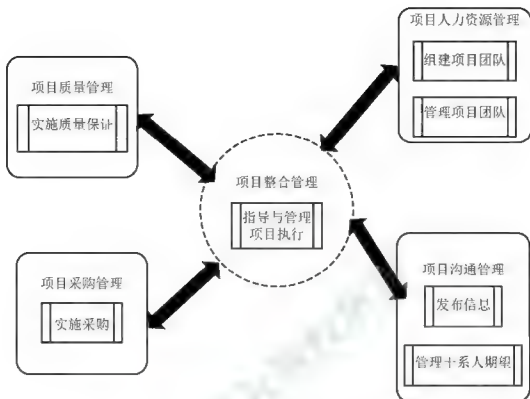 项目人力资源管理
组建项目团队
管理项目团队
项目质量管理
实施质量保证
项目整合管理
指导与管理
项目执行
项目采购管理
实施采购
项目沟通管理
发布信息
管理干系人期望